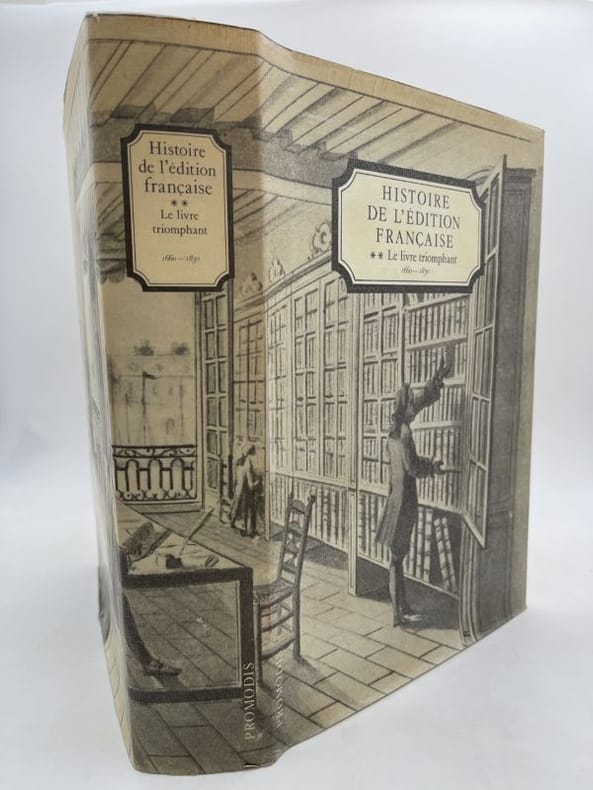 Histoire
de l'édition
française
**
Le livre
triomphant
1660—1830
HISTOIRE
DE L'ÉDITION
FRANÇAISE
** Le livre triomphant
1660—1830
PROMODIS
PROMODIS